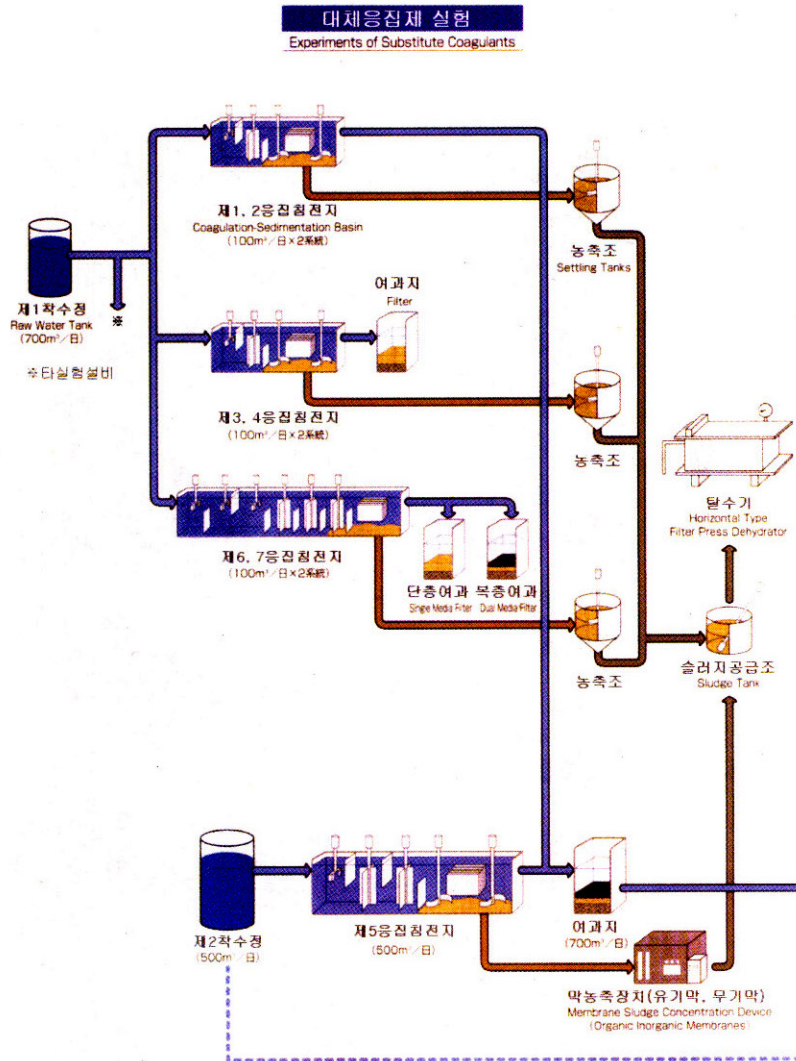 대체응집제 실험
Experiments of Substitute Coagulants
제1, 2응집침전지
Coagulation-Sedimentation Basin
(100m³/日×2系統)
농축조
Settling Tanks
여과지
Filter
제1착수정
Raw Water Tank
(700m³/日)
※
※타실험설비
제3, 4응집침전지
(100m³/日×2系統)
농축조
탈수기
Horizontal Type
Filter Press Dehydrator
제6, 7응집침전지
(100m³/日×2系統)
단층여과
Single Media Filter
복층여과
Dual Media Filter
농축조
슬러지공급조
Sludge Tank
제2착수정
(500m³/日)
제5응집침전지
(500m³/日)
여과지
(700m³/日)
막농축장치(유기막, 무기막)
Membrane Sludge Concentration Device
(Organic Inorganic Membranes)